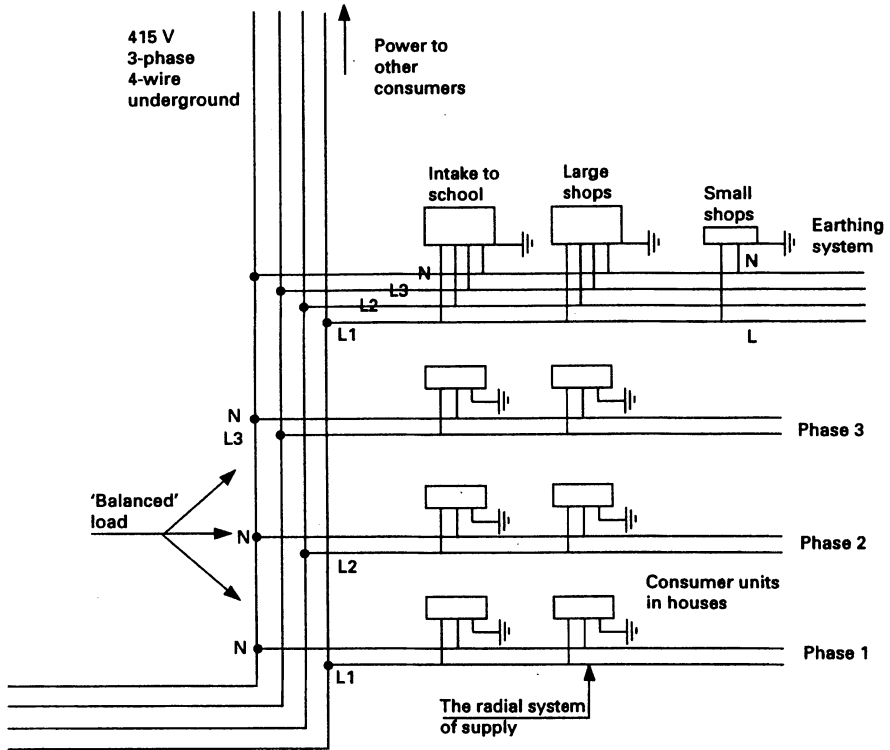 415 V
3-phase
4-wire
underground
Power to
other
consumers
Intake to
school
Large
shops
Small
shops
Earthing
system
N
N
L3
L2
L1
L
N
L3
Phase 3
'Balanced'
load
N
L2
Phase 2
Consumer units
in houses
N
L1
Phase 1
The radial system
of supply